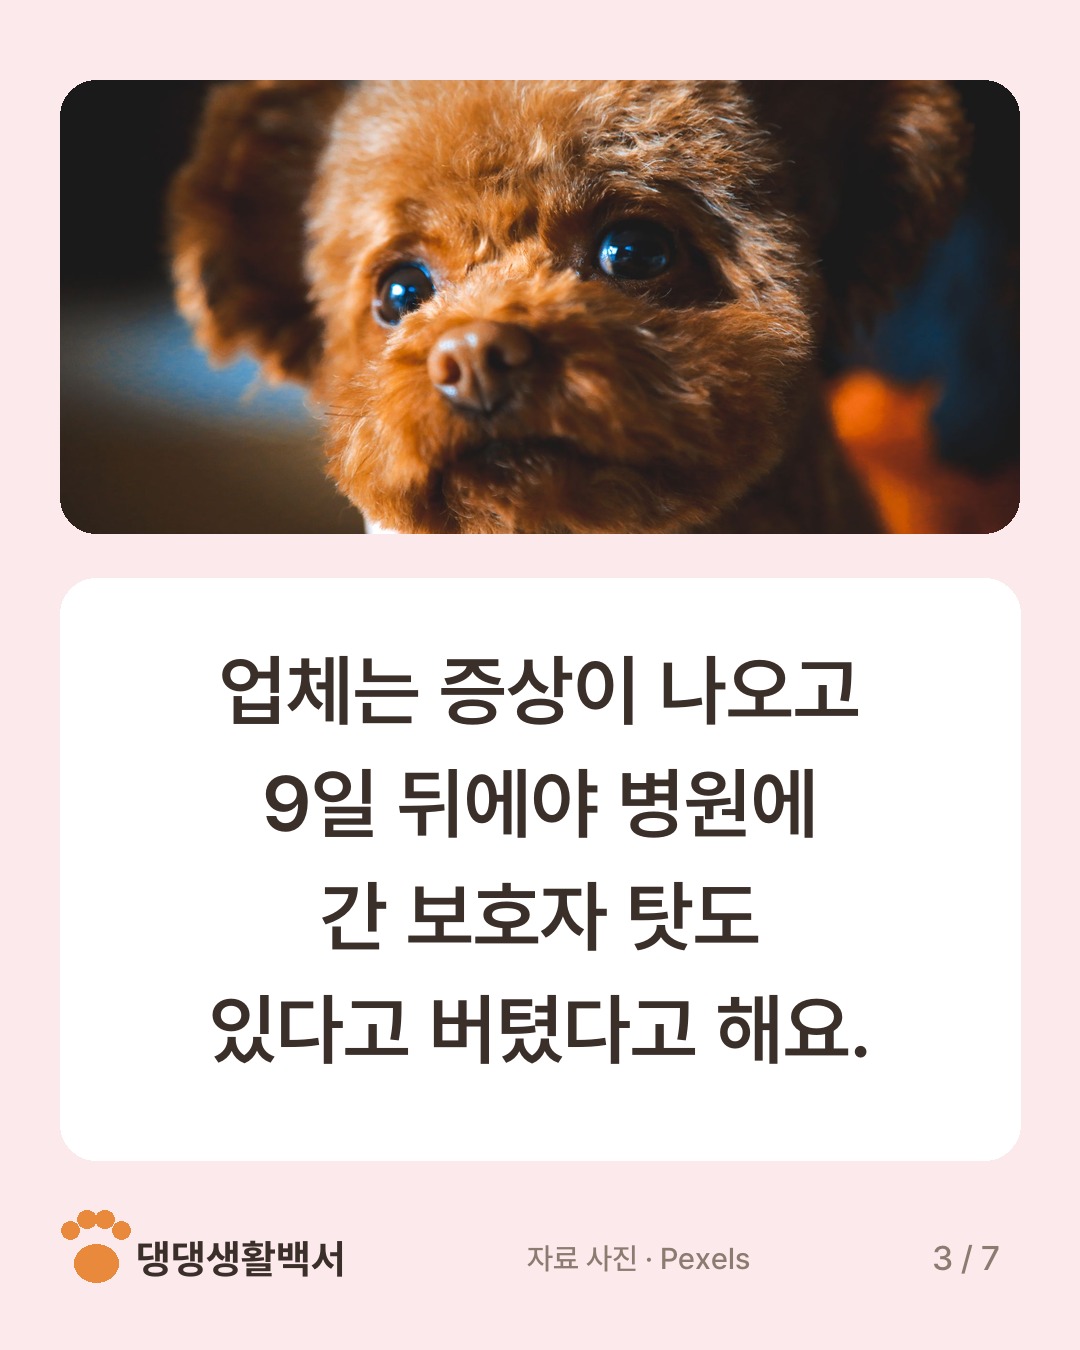 업체는 증상이 나오고
9일 뒤에야 병원에
간 보호자 탓도
있다고 버텼다고 해요.
댕댕생활백서
자료 사진 · Pexels
3 / 7